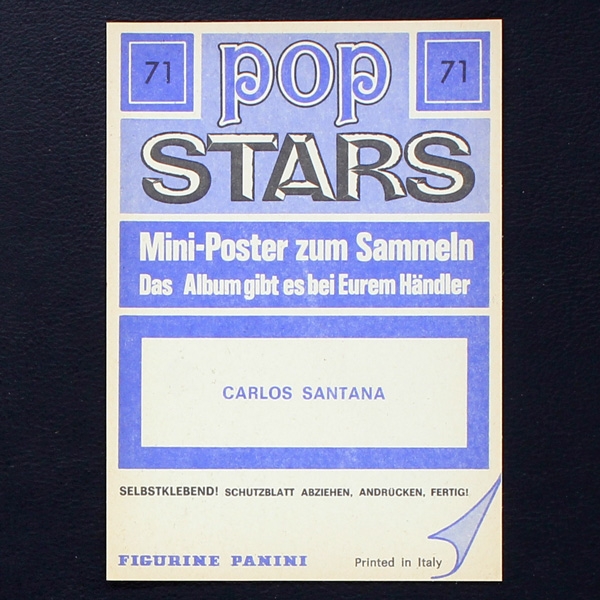 71 pop 71
STARS
Mini-Poster zum Sammeln
Das Album gibt es bei Eurem Händler
CARLOS SANTANA
SELBSTKLEBEND! SCHUTZBLATT ABZIEHEN, ANDRÜCKEN, FERTIG!
FIGURINE PANINI Printed in Italy